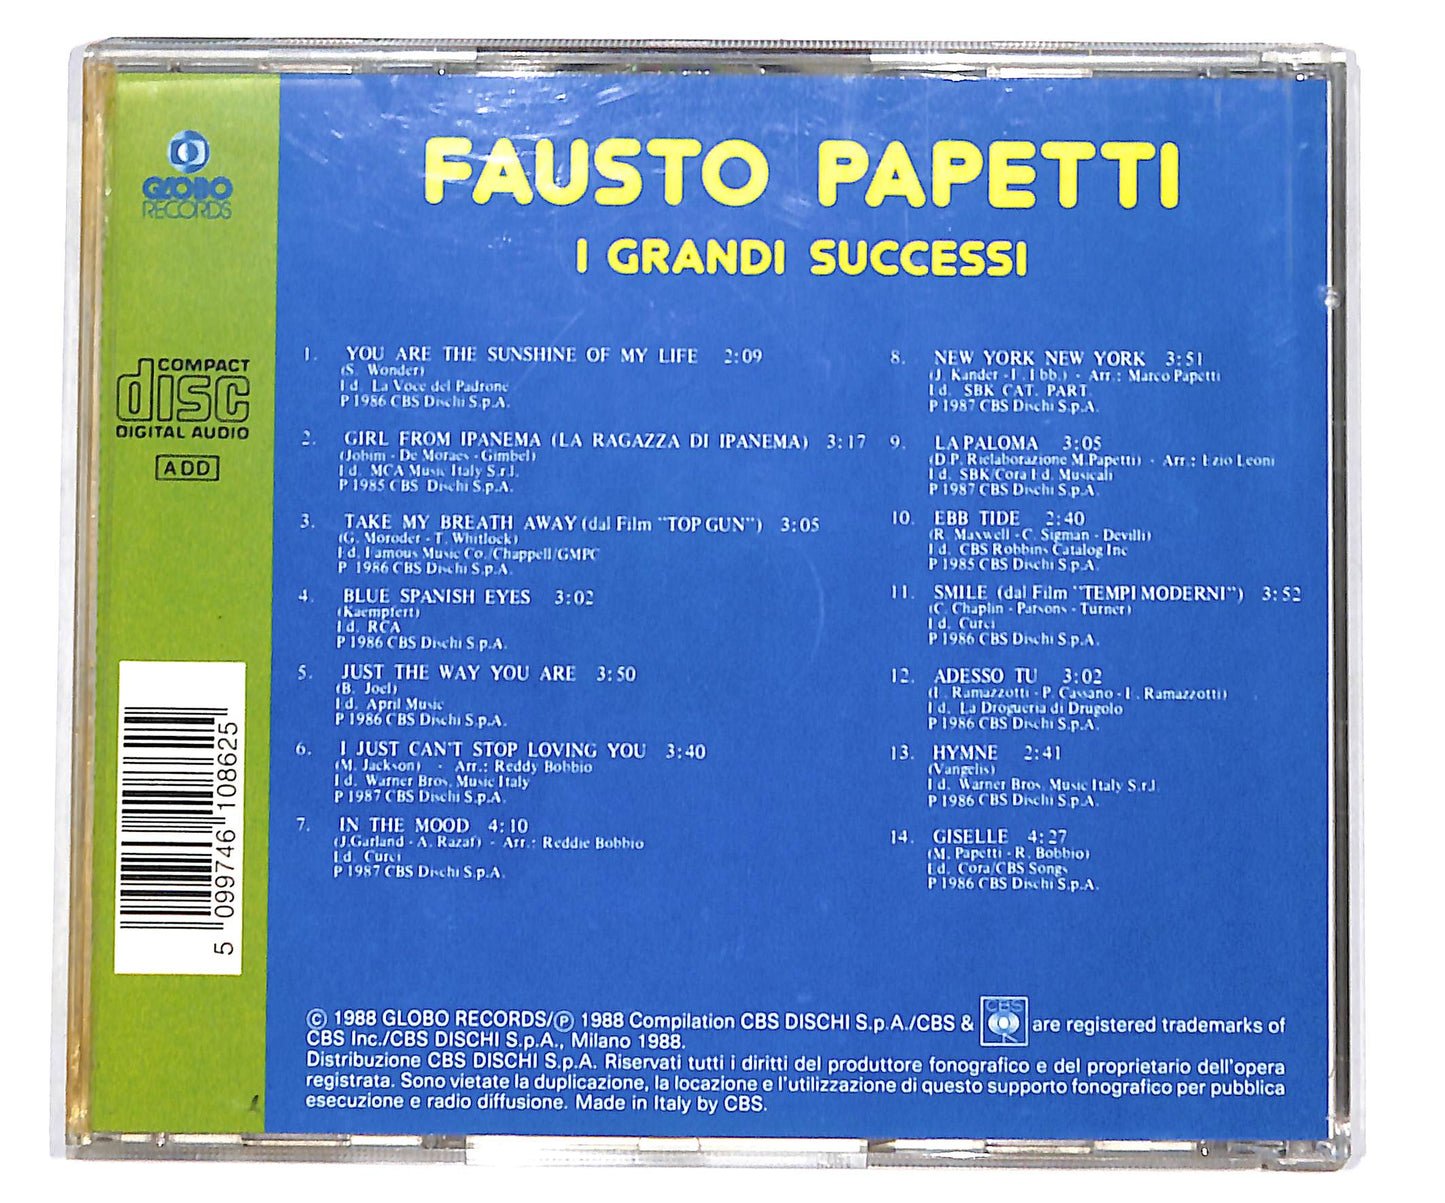 GLOBO
RECORDS
COMPACT
disc
DIGITAL AUDIO
ADD
5 099746 108625
FAUSTO PAPETTI
I GRANDI SUCCESSI
1. YOU ARE THE SUNSHINE OF MY LIFE 2:09
(S. Wonder)
Ed. La Voce del Padrone
P 1986 CBS Dischi S.p.A.
2. GIRL FROM IPANEMA (LA RAGAZZA DI IPANEMA) 3:17
(Jobim - De Moraes - Gimbel)
Ed. MCA Music Italy S.r.l.
P 1985 CBS Dischi S.p.A.
3. TAKE MY BREATH AWAY (dal Film "TOP GUN") 3:05
(G. Moroder - T. Whitlock)
Ed. Famous Music Co./Chappell/GMPC
P 1986 CBS Dischi S.p.A.
4. BLUE SPANISH EYES 3:02
(Kaempfert)
Ed. RCA
P 1986 CBS Dischi S.p.A.
5. JUST THE WAY YOU ARE 3:50
(B. Joel)
Ed. April Music
P 1986 CBS Dischi S.p.A.
6. I JUST CAN'T STOP LOVING YOU 3:40
(M. Jackson) - Arr.: Reddy Bobbio
Ed. Warner Bros. Music Italy
P 1987 CBS Dischi S.p.A.
7. IN THE MOOD 4:10
(J. Garland - A. Razaf) - Arr.: Reddie Bobbio
Ed. Curci
P 1987 CBS Dischi S.p.A.
8. NEW YORK NEW YORK 3:51
(J. Kander - F. Ebb.) - Arr.: Marco Papetti
Ed. SBK CAT. PART.
P 1987 CBS Dischi S.p.A.
9. LA PALOMA 3:05
(D.P. Rielaborazione M.Papetti) - Arr.: Ezio Leoni
Ed. SBK/Cora Ed. Musicali
P 1987 CBS Dischi S.p.A.
10. EBB TIDE 2:40
(R. Maxwell - C. Sigman - Devilli)
Ed. CBS Robbins Catalog Inc
P 1985 CBS Dischi S.p.A.
11. SMILE (dal Film "TEMPI MODERNI") 3:52
(C. Chaplin - Parsons - Turner)
Ed. Curci
P 1986 CBS Dischi S.p.A.
12. ADESSO TU 3:02
(E. Ramazzotti - P. Cassano - E. Ramazzotti)
Ed. La Drogueria di Drugolo
P 1986 CBS Dischi S.p.A.
13. HYMNE 2:41
(Vangelis)
Ed. Warner Bros. Music Italy S.r.l.
P 1986 CBS Dischi S.p.A.
14. GISELLE 4:27
(M. Papetti - R. Bobbio)
Ed. Cora/CBS Songs
P 1986 CBS Dischi S.p.A.
© 1988 GLOBO RECORDS/℗ 1988 Compilation CBS DISCHI S.p.A./CBS & CBS are registered trademarks of
CBS Inc./CBS DISCHI S.p.A., Milano 1988.
Distribuzione CBS DISCHI S.p.A. Riservati tutti i diritti del produttore fonografico e del proprietario dell'opera
registrata. Sono vietate la duplicazione, la locazione e l'utilizzazione di questo supporto fonografico per pubblica
esecuzione e radio diffusione. Made in Italy by CBS.